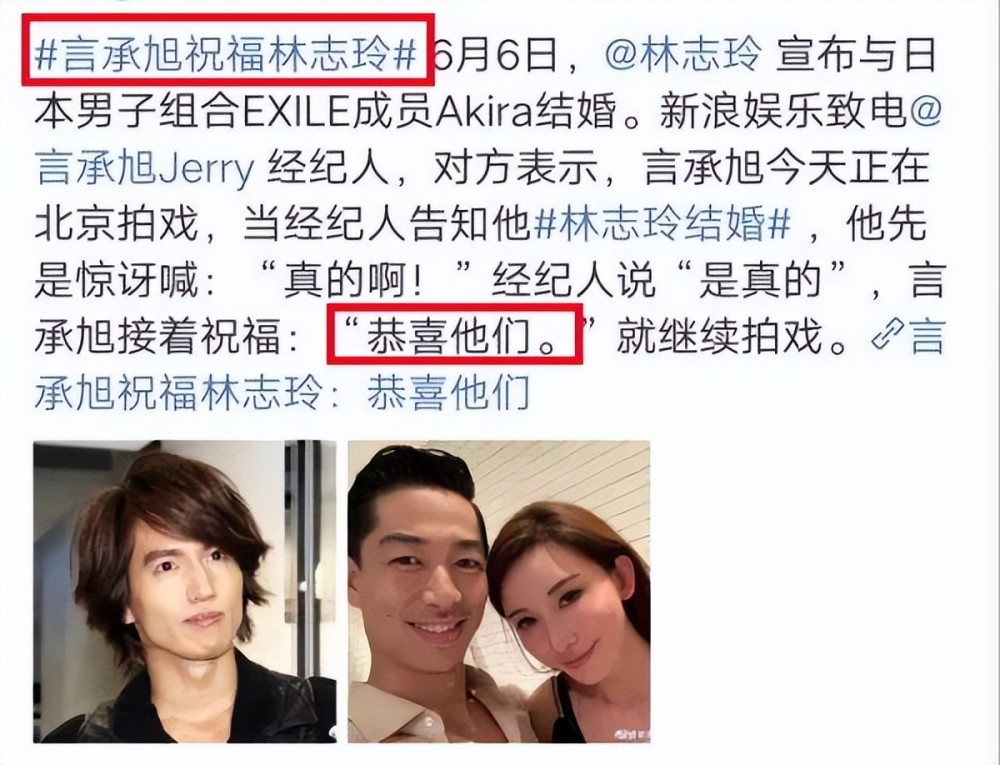 #言承旭祝福林志玲# 6月6日，@林志玲 宣布与日
本男子组合EXILE成员Akira结婚。新浪娱乐致电@
言承旭Jerry 经纪人，对方表示，言承旭今天正在
北京拍戏，当经纪人告知他#林志玲结婚# ，他先
是惊讶喊：“真的啊！”经纪人说“是真的”，言
承旭接着祝福：“恭喜他们。”就继续拍戏。言
承旭祝福林志玲：恭喜他们